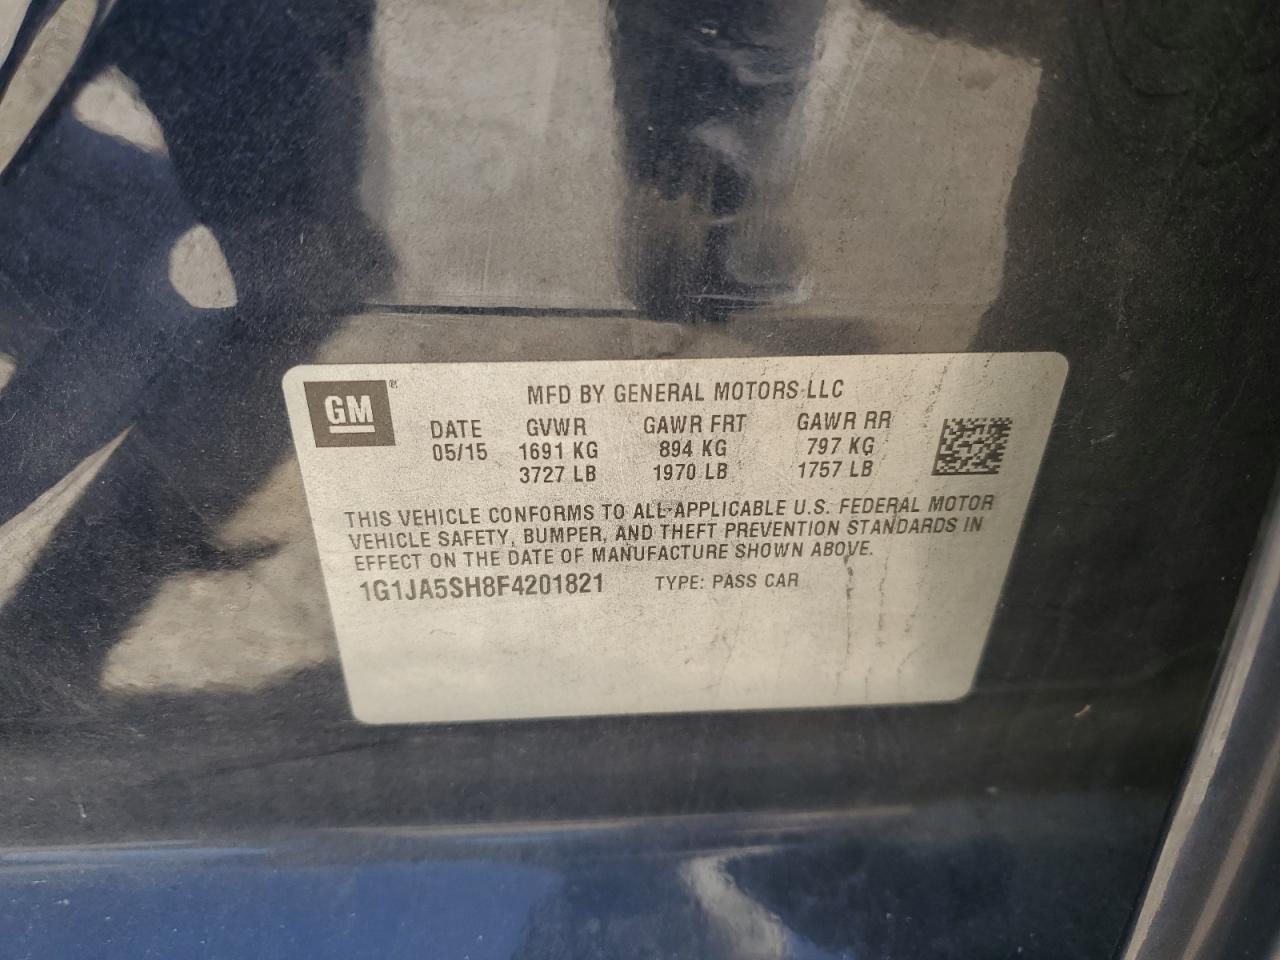 GM ®
MFD BY GENERAL MOTORS LLC
DATE GVWR GAWR FRT GAWR RR
05/15 1691 KG 894 KG 797 KG
3727 LB 1970 LB 1757 LB
THIS VEHICLE CONFORMS TO ALL APPLICABLE U.S. FEDERAL MOTOR
VEHICLE SAFETY, BUMPER, AND THEFT PREVENTION STANDARDS IN
EFFECT ON THE DATE OF MANUFACTURE SHOWN ABOVE.
1G1JA5SH8F4201821 TYPE: PASS CAR